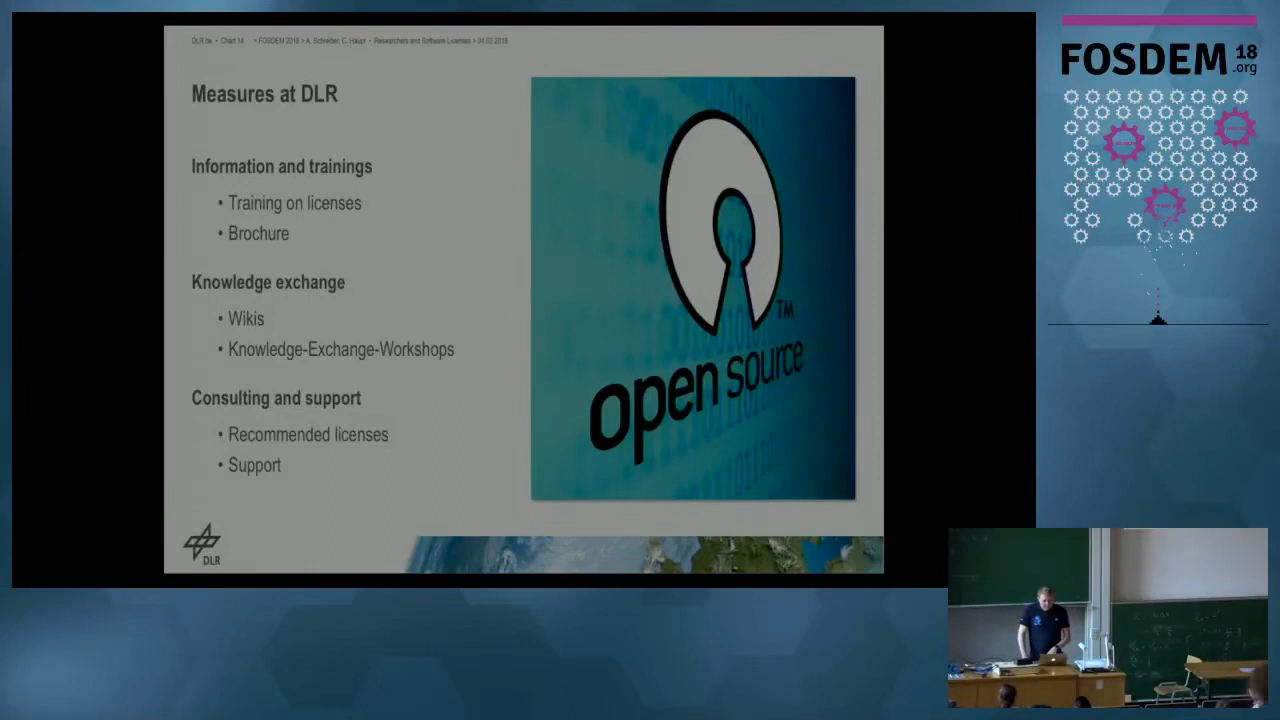 DLR.de • Chart 14 > FOSDEM 2018 > A. Schreiber, C. Haupt • Researchers and Software Licenses > 04.02.2018
Measures at DLR
Information and trainings
• Training on licenses
• Brochure
Knowledge exchange
• Wikis
• Knowledge-Exchange-Workshops
Consulting and support
• Recommended licenses
• Support
TM
open source
DLR
FOSDEM 18
.org